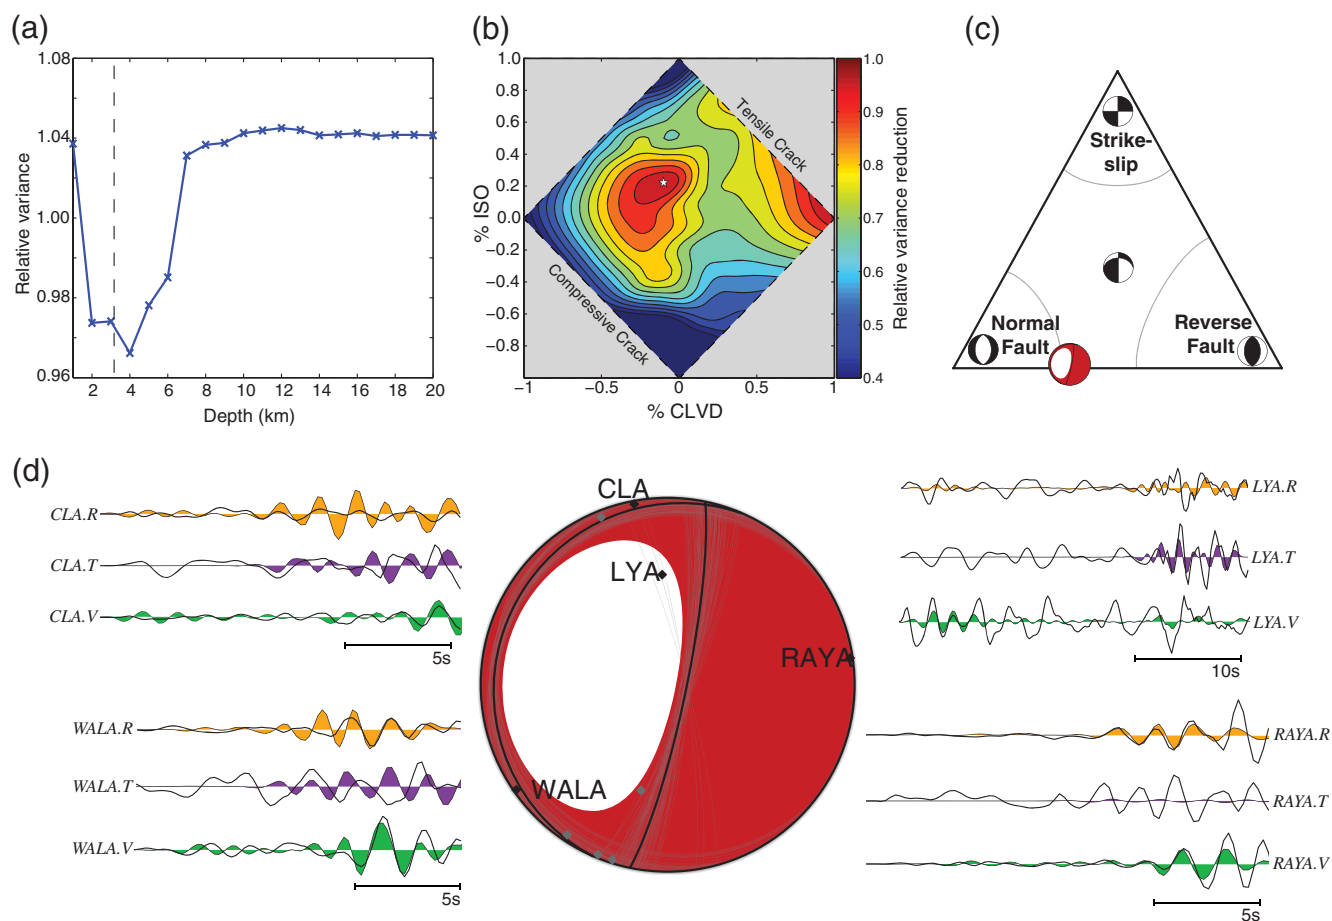 (a)
1.08
1.04
1.00
0.98
0.96
Relative variance
2 4 6 8 10 12 14 16 18 20
Depth (km)
(b)
1.0
0.8
0.6
0.4
0.2
0.0
−0.2
−0.4
−0.6
−0.8
% ISO
−1 −0.5 0 0.5 1
% CLVD
Tensile Crack
Compressive Crack
1.0
0.9
0.8
0.7
0.6
0.5
0.4
Relative variance reduction
(c)
Strike-
slip
Normal
Fault
Reverse
Fault
(d)
CLA.R
CLA.T
CLA.V
5s
WALA.R
WALA.T
WALA.V
5s
CLA
LYA
RAYA
WALA
LYA.R
LYA.T
LYA.V
10s
RAYA.R
RAYA.T
RAYA.V
5s